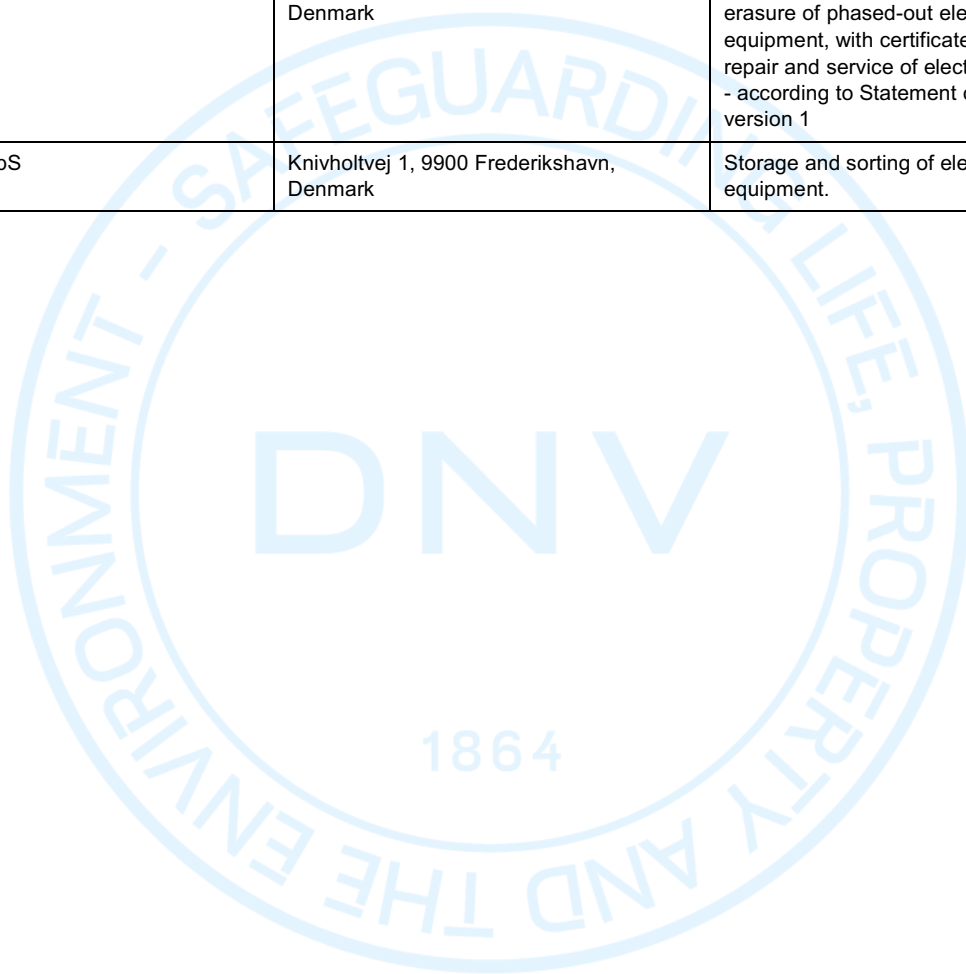 Denmark
erasure of phased-out ele
equipment, with certificate
repair and service of elect
- according to Statement
version 1
pS
Knivholtvej 1, 9900 Frederikshavn,
Denmark
Storage and sorting of ele
equipment.
SAFEGUARDING LIFE, PROPERTY AND THE ENVIRONMENT -
DNV
1864